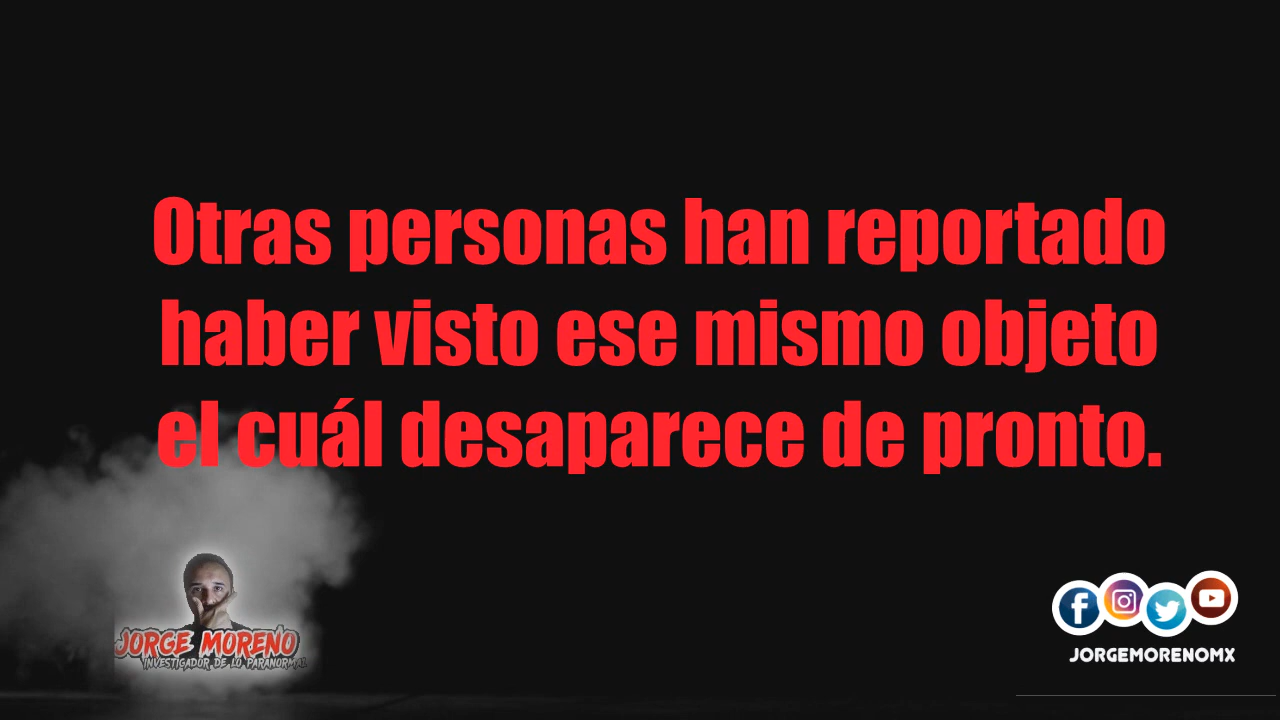 Otras personas han reportado
haber visto ese mismo objeto
el cuál desaparece de pronto.
JORGE MORENO
INVESTIGADOR DE LO PARANORMAL
JORGEMORENOMX